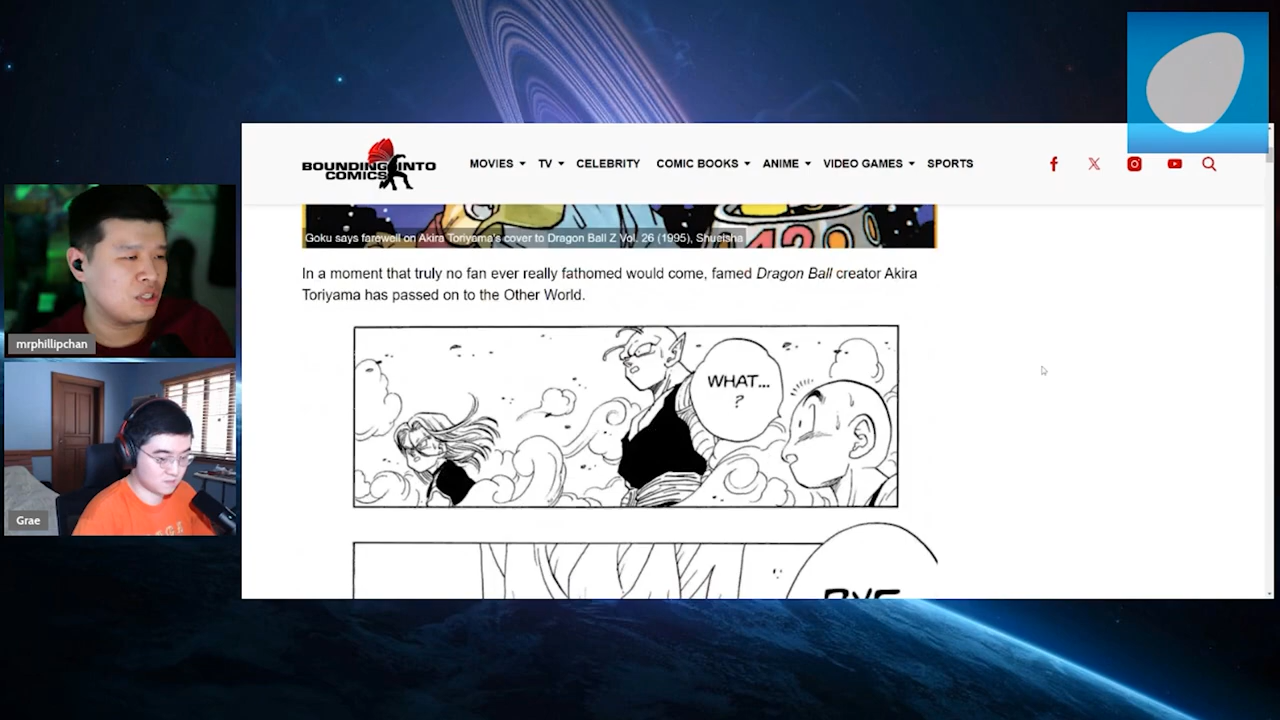 BOUNDING INTO
COMICS
MOVIES TV CELEBRITY COMIC BOOKS ANIME VIDEO GAMES SPORTS
Goku says farewell on Akira Toriyama's cover to Dragon Ball Z Vol. 26 (1995), Shueisha
In a moment that truly no fan ever really fathomed would come, famed Dragon Ball creator Akira
Toriyama has passed on to the Other World.
WHAT...
?
mrphillipchan
Grae
BYE